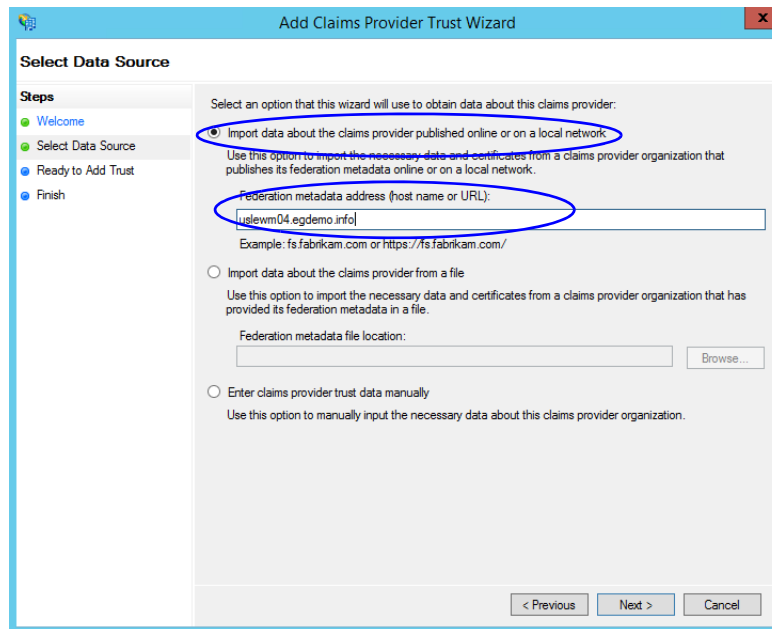 Add Claims Provider Trust Wizard
x
Select Data Source
Steps
Welcome
Select Data Source
Ready to Add Trust
Finish
Select an option that this wizard will use to obtain data about this claims provider:
Import data about the claims provider published online or on a local network
Use this option to import the necessary data and certificates from a claims provider organization that
publishes its federation metadata online or on a local network.
Federation metadata address (host name or URL):
uslewm04.egdemo.info
Example: fs.fabrikam.com or https://fs.fabrikam.com/
Import data about the claims provider from a file
Use this option to import the necessary data and certificates from a claims provider organization that has
provided its federation metadata in a file.
Federation metadata file location:
Browse...
Enter claims provider trust data manually
Use this option to manually input the necessary data about this claims provider organization.
< Previous
Next >
Cancel